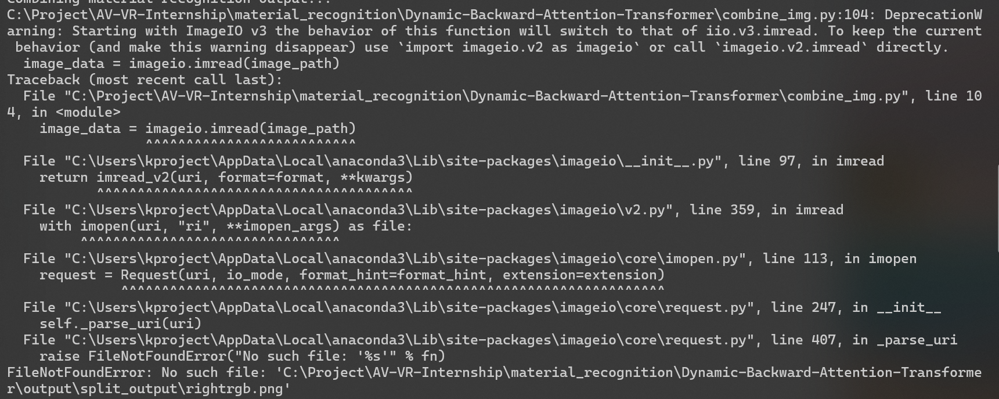 Combining material recognition output...
C:\Project\AV-VR-Internship\material_recognition\Dynamic-Backward-Attention-Transformer\combine_img.py:104: DeprecationW
arning: Starting with ImageIO v3 the behavior of this function will switch to that of iio.v3.imread. To keep the current
 behavior (and make this warning disappear) use `import imageio.v2 as imageio` or call `imageio.v2.imread` directly.
  image_data = imageio.imread(image_path)
Traceback (most recent call last):
  File "C:\Project\AV-VR-Internship\material_recognition\Dynamic-Backward-Attention-Transformer\combine_img.py", line 10
4, in <module>
    image_data = imageio.imread(image_path)
                 ^^^^^^^^^^^^^^^^^^^^^^^^^^
  File "C:\Users\kproject\AppData\Local\anaconda3\Lib\site-packages\imageio\__init__.py", line 97, in imread
    return imread_v2(uri, format=format, **kwargs)
           ^^^^^^^^^^^^^^^^^^^^^^^^^^^^^^^^^^^^^^^
  File "C:\Users\kproject\AppData\Local\anaconda3\Lib\site-packages\imageio\v2.py", line 359, in imread
    with imopen(uri, "ri", **imopen_args) as file:
         ^^^^^^^^^^^^^^^^^^^^^^^^^^^^^^^^
  File "C:\Users\kproject\AppData\Local\anaconda3\Lib\site-packages\imageio\core\imopen.py", line 113, in imopen
    request = Request(uri, io_mode, format_hint=format_hint, extension=extension)
              ^^^^^^^^^^^^^^^^^^^^^^^^^^^^^^^^^^^^^^^^^^^^^^^^^^^^^^^^^^^^^^^^^^^
  File "C:\Users\kproject\AppData\Local\anaconda3\Lib\site-packages\imageio\core\request.py", line 247, in __init__
    self._parse_uri(uri)
  File "C:\Users\kproject\AppData\Local\anaconda3\Lib\site-packages\imageio\core\request.py", line 407, in _parse_uri
    raise FileNotFoundError("No such file: '%s'" % fn)
FileNotFoundError: No such file: 'C:\Project\AV-VR-Internship\material_recognition\Dynamic-Backward-Attention-Transforme
r\output\split_output\rightrgb.png'